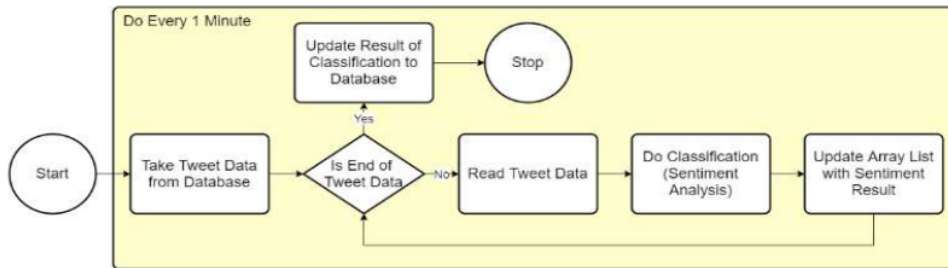 Do Every 1 Minute
Update Result of
Classification to
Database
Stop
Yes
Start
Take Tweet Data
from Database
Is End of
Tweet Data
No
Read Tweet Data
Do Classification
(Sentiment
Analysis)
Update Array List
with Sentiment
Result